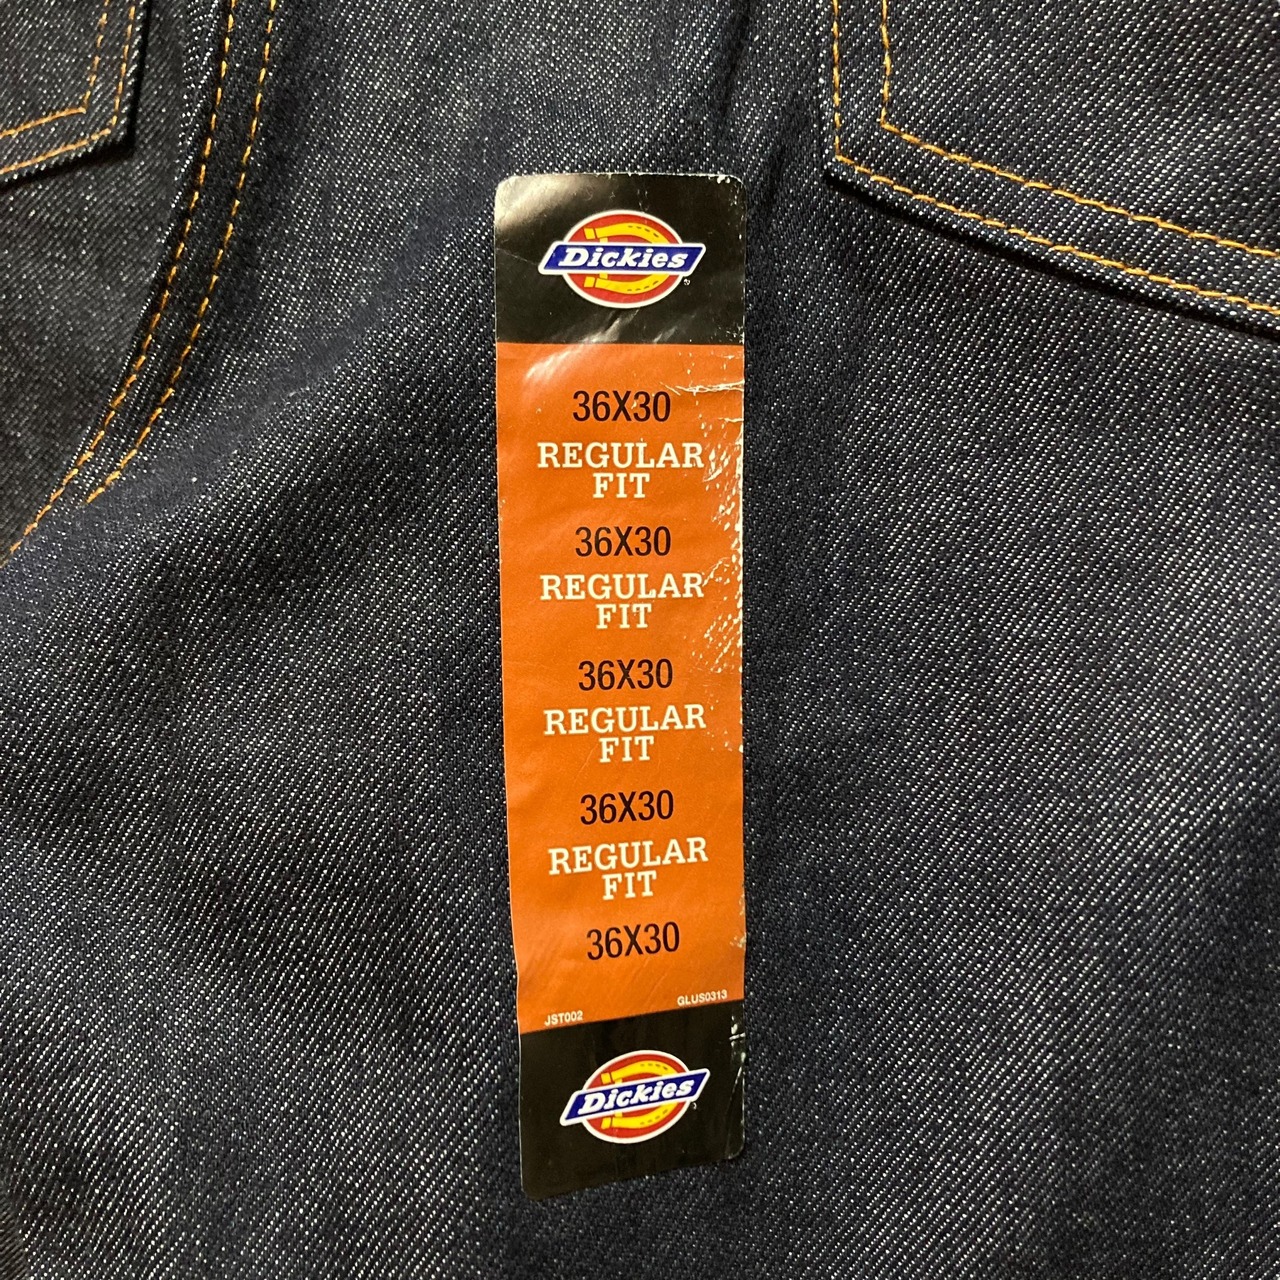 Dickies
36X30
REGULAR
FIT
36X30
REGULAR
FIT
36X30
REGULAR
FIT
36X30
REGULAR
FIT
36X30
JST002 GLUS0313
Dickies